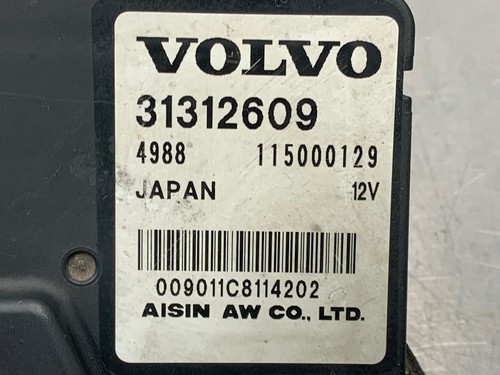 VOLVO
31312609
4988 115000129
JAPAN 12V
009011C8114202
AISIN AW CO., LTD.